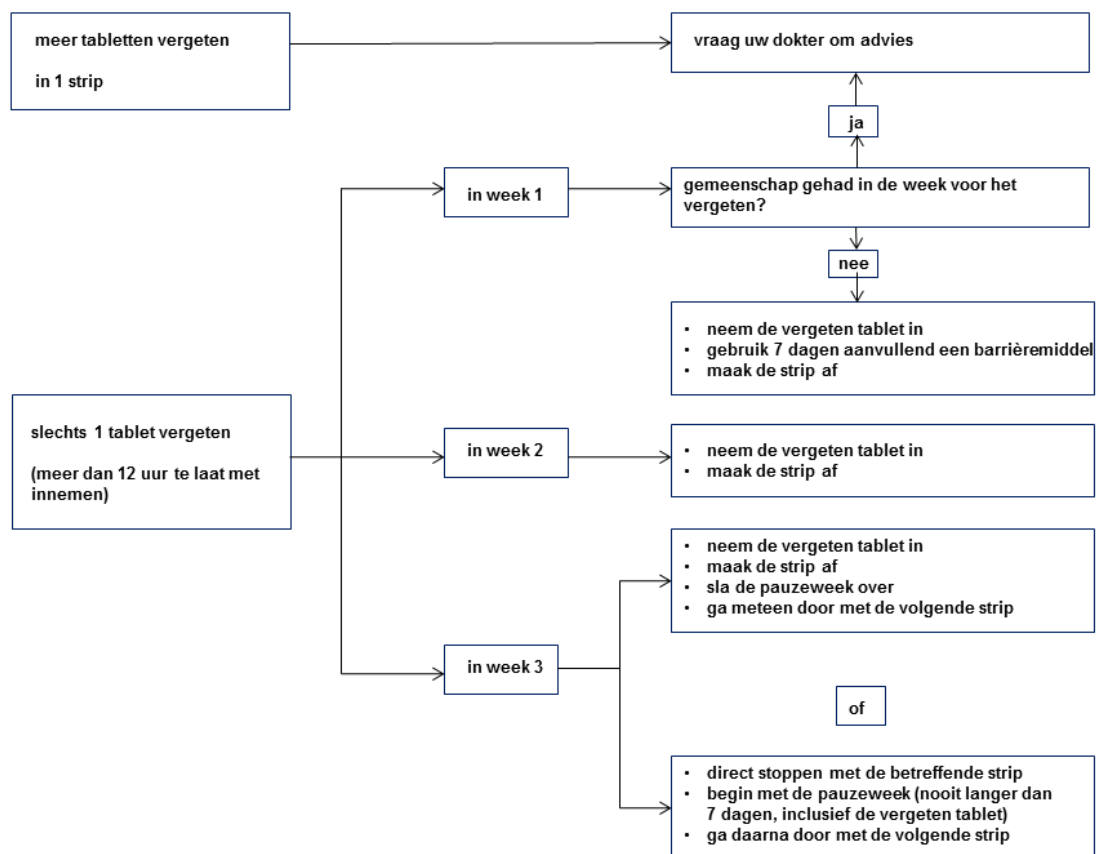 meer tabletten vergeten
in 1 strip
vraag uw dokter om advies
ja
in week 1
gemeenschap gehad in de week voor het
vergeten?
nee
• neem de vergeten tablet in
• gebruik 7 dagen aanvullend een barrièremiddel
• maak de strip af
slechts 1 tablet vergeten
(meer dan 12 uur te laat met
innemen)
in week 2
• neem de vergeten tablet in
• maak de strip af
in week 3
• neem de vergeten tablet in
• maak de strip af
• sla de pauzeweek over
• ga meteen door met de volgende strip
of
• direct stoppen met de betreffende strip
• begin met de pauzeweek (nooit langer dan
7 dagen, inclusief de vergeten tablet)
• ga daarna door met de volgende strip